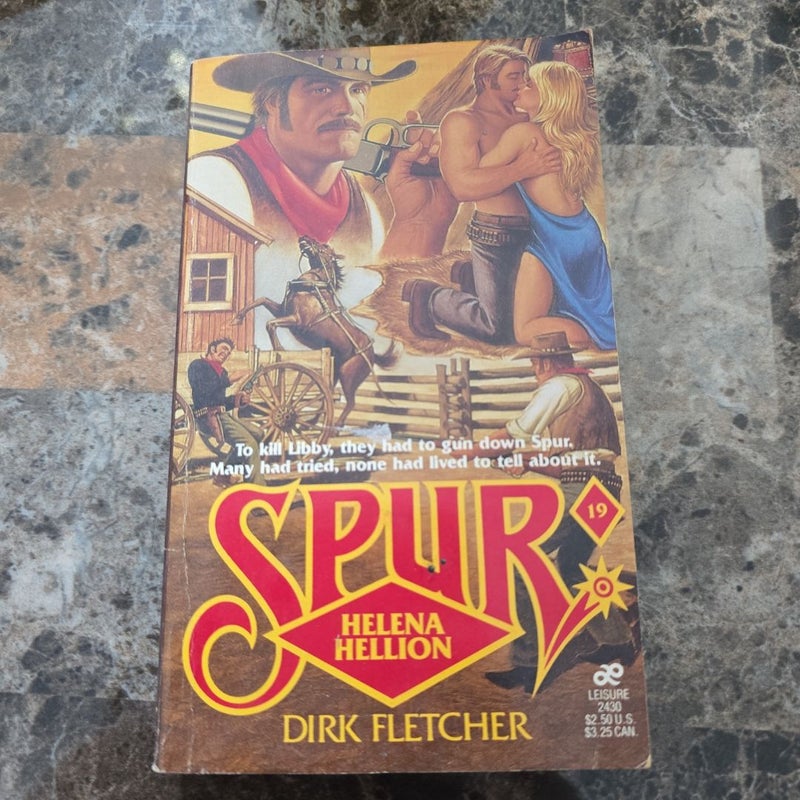 To kill Libby, they had to gun down Spur.
Many had tried, none had lived to tell about it.
SPUR
19
HELENA
HELLION
DIRK FLETCHER
LEISURE
2430
$2.50 U.S.
$3.25 CAN.